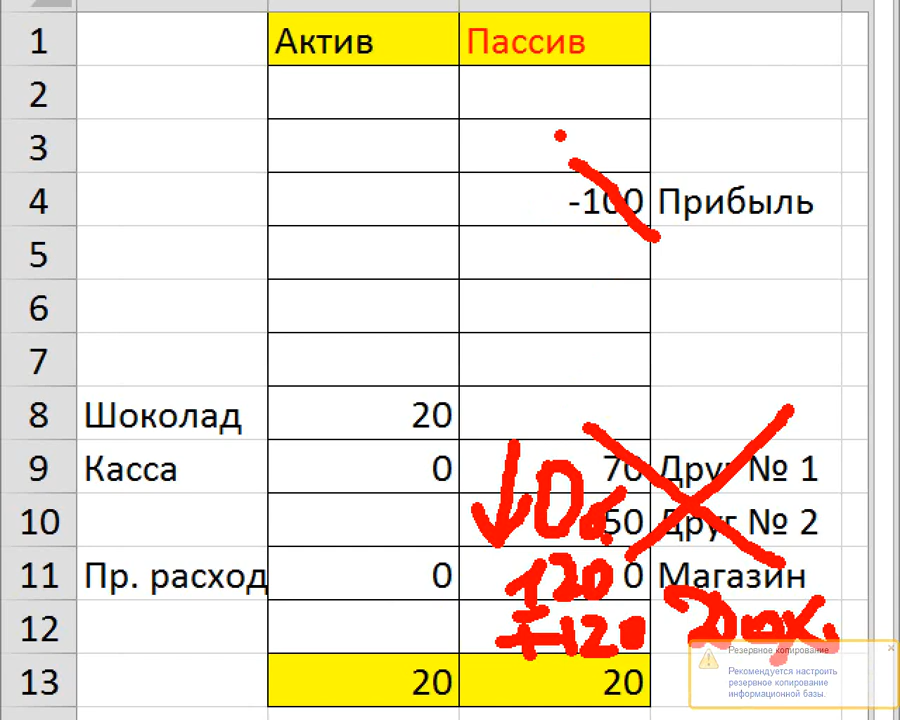 1 Актив Пассив
2
3
4 -100 Прибыль
5
6
7
8 Шоколад 20
9 Касса 0 70 Друг № 1
10 50 Друг № 2
11 Пр. расход 0 120 0 Магазин
12 +120
13 20 20
Резервное копирование
Рекомендуется настроить
резервное копирование
информационной базы.